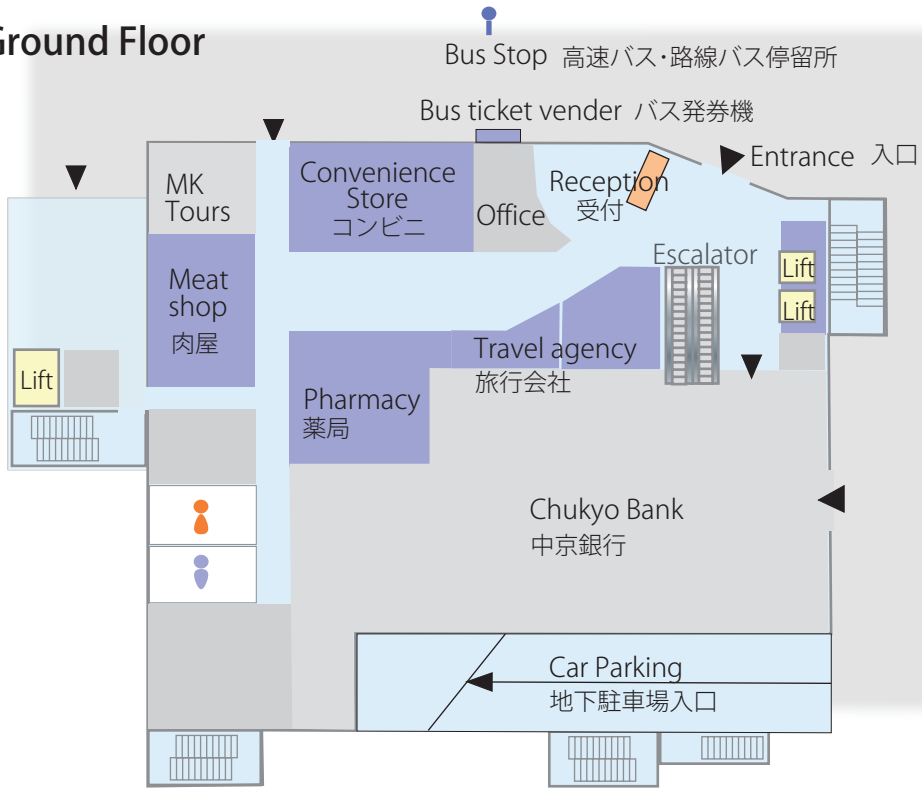 Ground Floor
Bus Stop 高速バス・路線バス停留所
Bus ticket vender バス発券機
Entrance 入口
MK
Tours
Convenience
Store
コンビニ
Office
Reception
受付
Escalator
Lift
Lift
Meat
shop
肉屋
Travel agency
旅行会社
Lift
Pharmacy
薬局
Chukyo Bank
中京銀行
Car Parking
地下駐車場入口